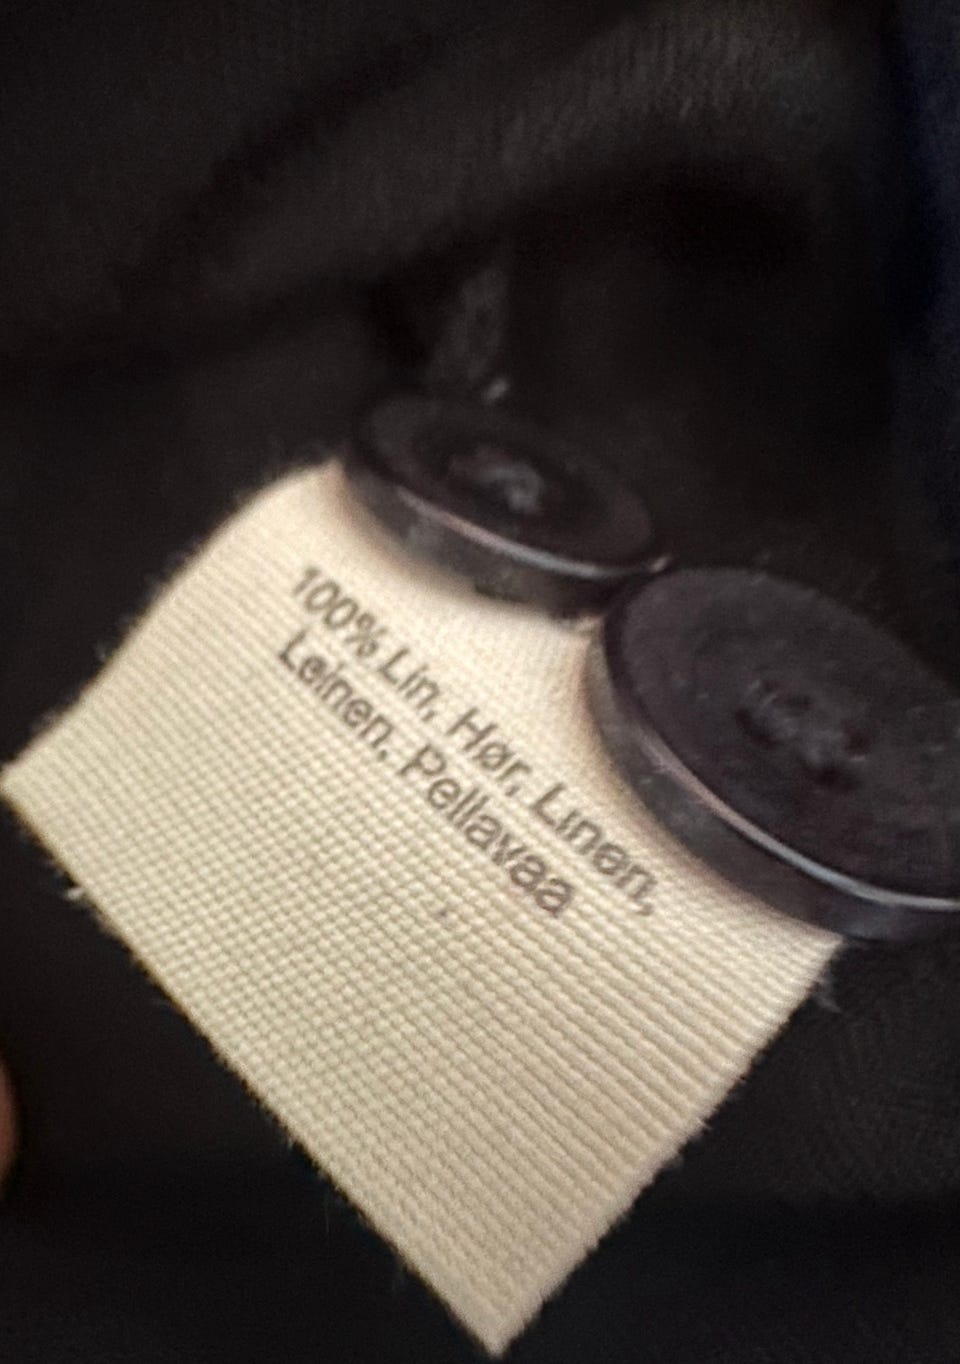 100% Lin, Hør, Linen,
Leinen, Pellavaa